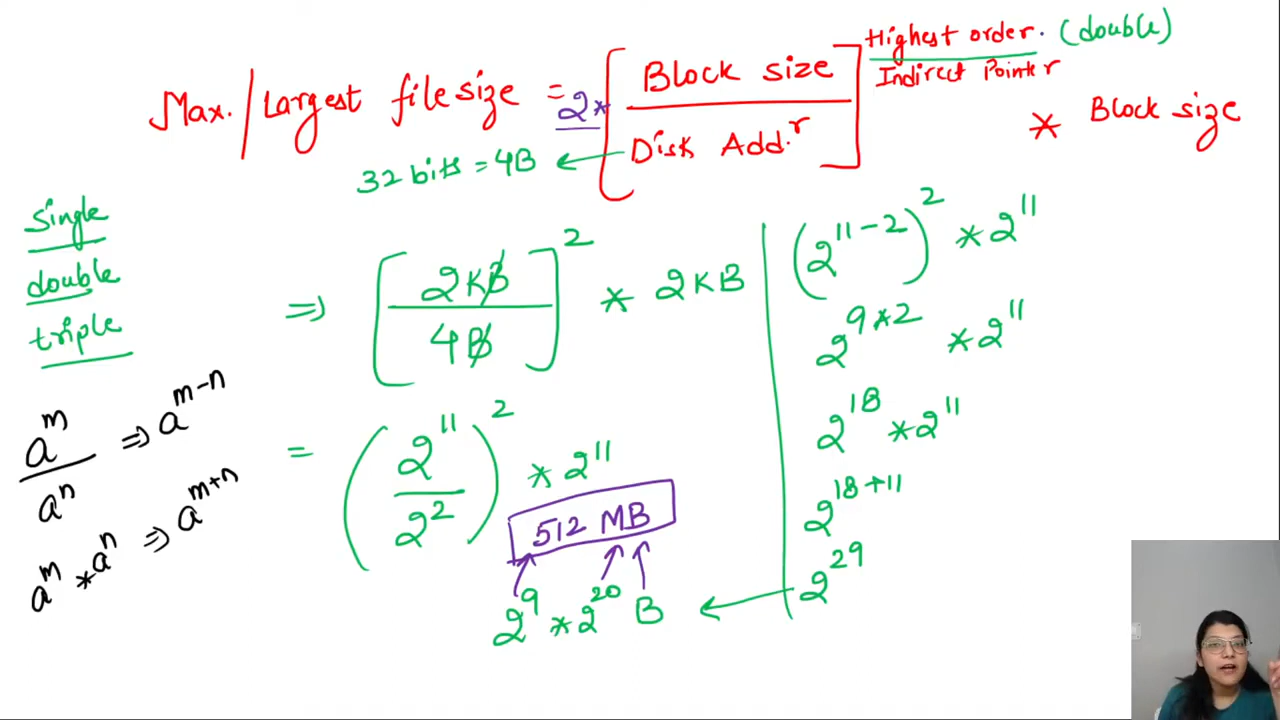 Highest order. (double)
Indirect Pointer
Max./Largest filesize = 2* [Block size / Disk Add.r] * Block size
32 bits = 4B ←
Single
double
triple
⇒ [2KB / 4B]^2 * 2KB
= (2^11 / 2^2)^2 * 2^11
512 MB
2^9 * 2^20 B ←
a^m / a^n ⇒ a^m-n
a^m * a^n ⇒ a^m+n
(2^11-2)^2 * 2^11
2^9*2 * 2^11
2^18 * 2^11
2^18+11
2^29